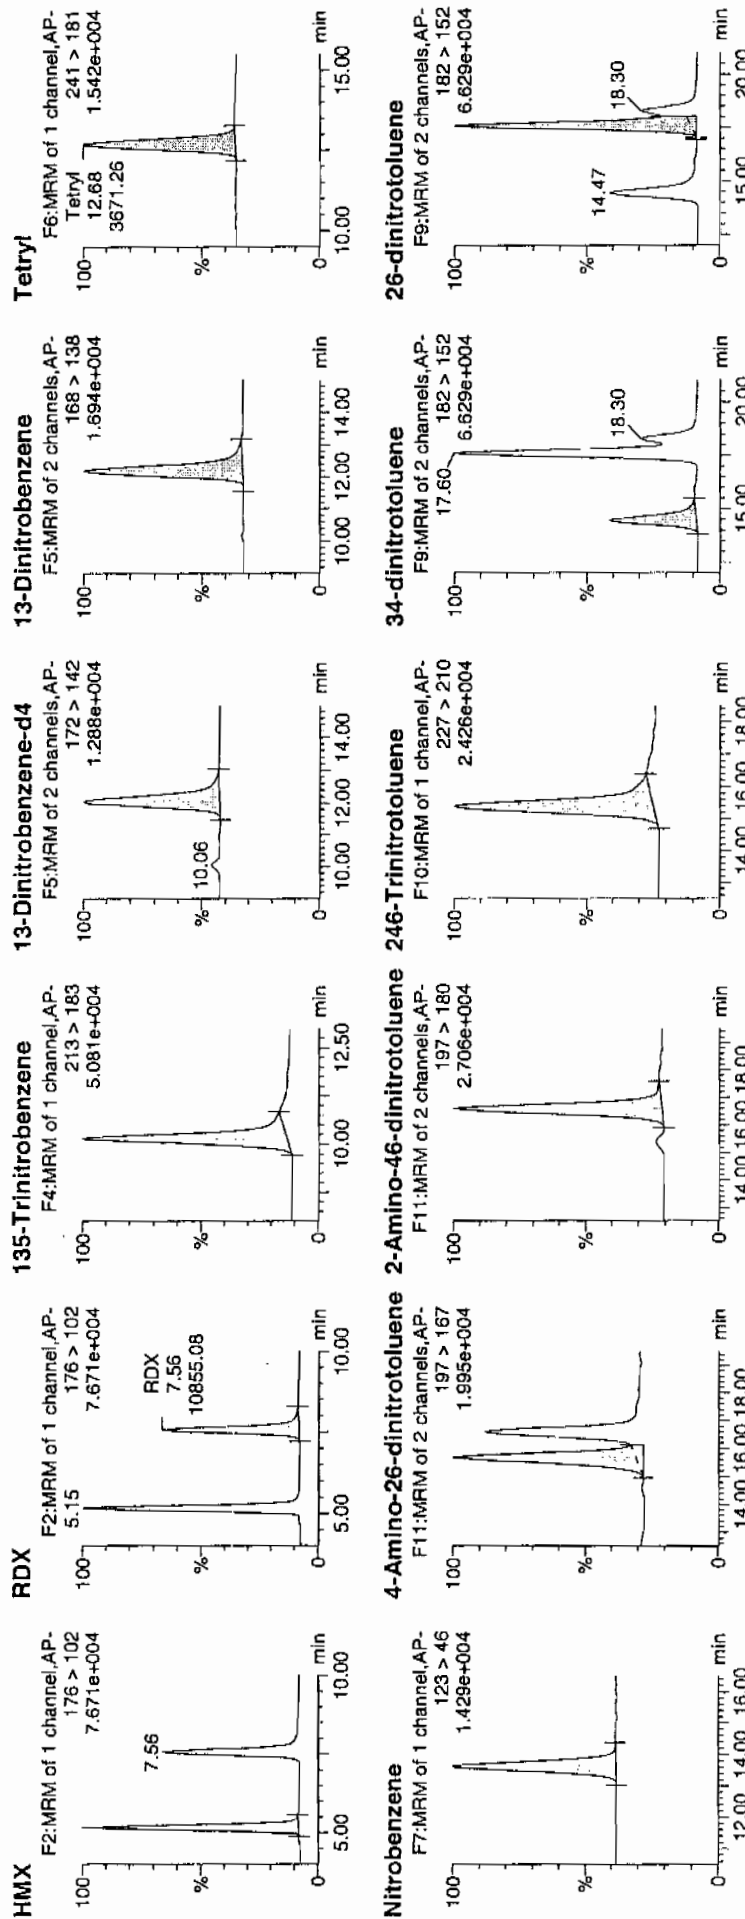 HMX
F2:MRM of 1 channel,AP-
176 > 102
7.671e+004
100
7.56
%
0
5.00
10.00
min
RDX
F2:MRM of 1 channel,AP-
5.15
176 > 102
7.671e+004
100
RDX
7.56
10855.08
%
0
5.00
10.00
min
135-Trinitrobenzene
F4:MRM of 1 channel,AP-
213 > 183
5.081e+004
100
%
0
10.00
12.50
min
13-Dinitrobenzene-d4
F5:MRM of 2 channels,AP-
172 > 142
1.288e+004
100
10.06
%
0
10.00
12.00
14.00
min
13-Dinitrobenzene
F5:MRM of 2 channels,AP-
168 > 138
1.694e+004
100
%
0
10.00
12.00
14.00
min
Tetryl
F6:MRM of 1 channel,AP-
Tetryl
241 > 181
12.68
1.542e+004
3671.26
100
%
0
10.00
15.00
min
Nitrobenzene
F7:MRM of 1 channel,AP-
123 > 46
1.429e+004
100
%
0
12.00
14.00
16.00
min
4-Amino-26-dinitrotoluene
F11:MRM of 2 channels,AP-
197 > 167
1.995e+004
100
%
0
14.00
16.00
18.00
min
2-Amino-46-dinitrotoluene
F11:MRM of 2 channels,AP-
197 > 180
2.706e+004
100
%
0
14.00
16.00
18.00
min
246-Trinitrotoluene
F10:MRM of 1 channel,AP-
227 > 210
2.426e+004
100
%
0
14.00
16.00
18.00
min
34-dinitrotoluene
F9:MRM of 2 channels,AP-
17.60
182 > 152
6.629e+004
100
18.30
%
0
15.00
20.00
min
26-dinitrotoluene
F9:MRM of 2 channels,AP-
182 > 152
6.629e+004
100
18.30
14.47
%
0
15.00
20.00
min